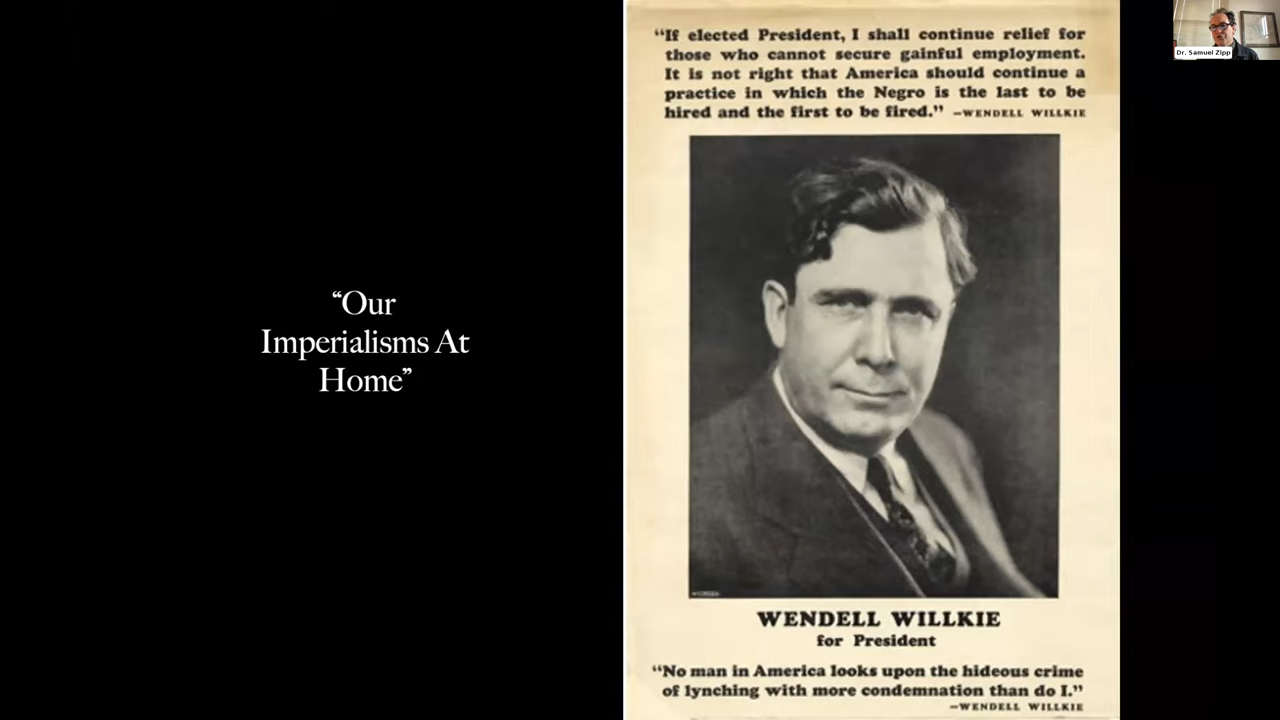 “Our
Imperialisms At
Home”
“If elected President, I shall continue relief for
those who cannot secure gainful employment.
It is not right that America should continue a
practice in which the Negro is the last to be
hired and the first to be fired.” —WENDELL WILLKIE
WENDELL WILLKIE
for President
“No man in America looks upon the hideous crime
of lynching with more condemnation than do I.”
—WENDELL WILLKIE
Dr. Samuel Zipp